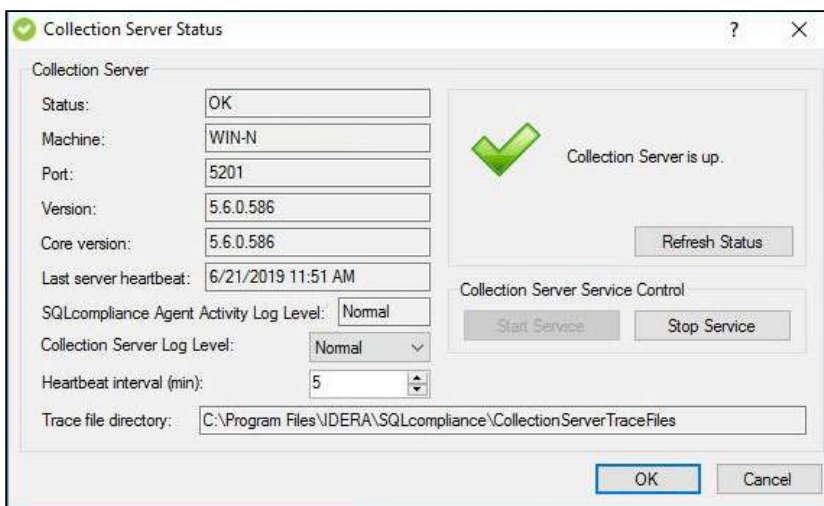 Collection Server Status
?
Collection Server
Status: OK
Machine: WIN-N
Port: 5201
Version: 5.6.0.586
Core version: 5.6.0.586
Last server heartbeat: 6/21/2019 11:51 AM
SQLcompliance Agent Activity Log Level: Normal
Collection Server Log Level: Normal
Heartbeat interval (min): 5
Trace file directory: C:\Program Files\IDERA\SQLcompliance\CollectionServerTraceFiles
Collection Server is up.
Refresh Status
Collection Server Service Control
Start Service Stop Service
OK Cancel